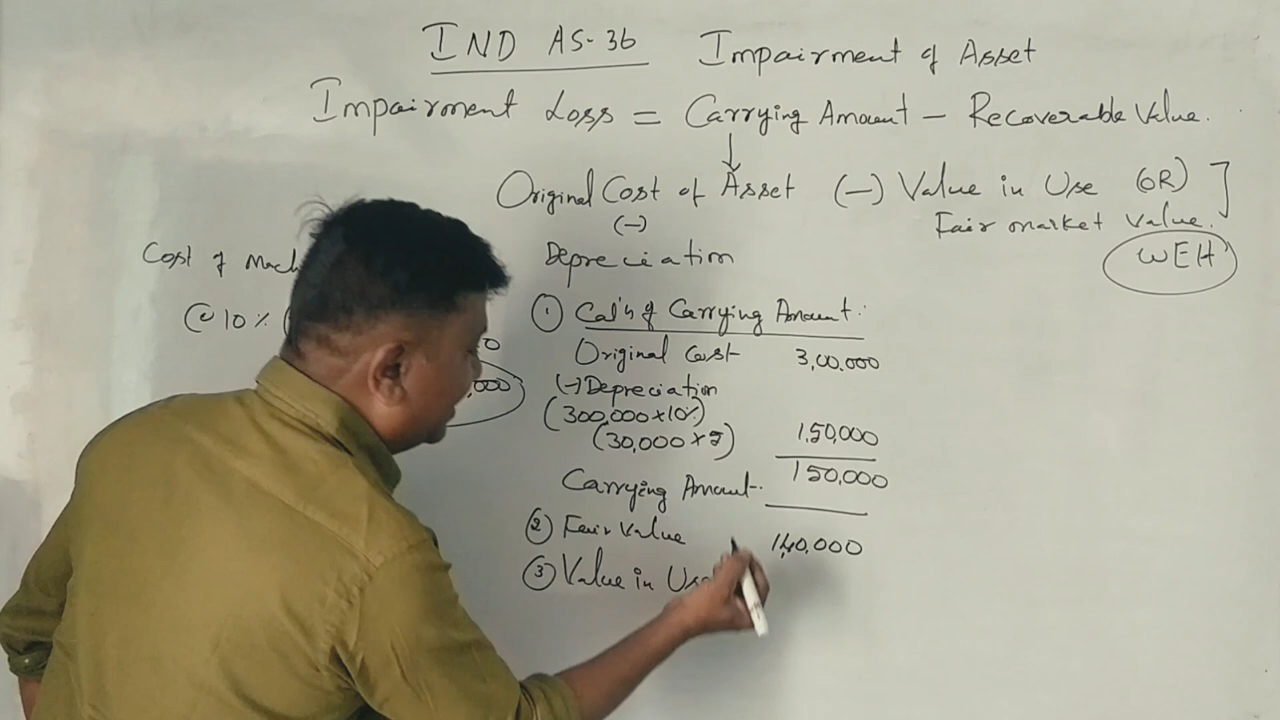 IND AS-36 Impairment of Asset
Impairment Loss = Carrying Amount – Recoverable Value.
Original Cost of Asset (–) Value in Use (OR)
(–) Fair market Value.
Cost of Mach Depreciation WEH
① Cal'n of Carrying Amount.
@ 10%
Original Cost 3,00,000
(–) Depreciation
,000 (300,000×10%)
(30,000×5) 1,50,000
Carrying Amount. 150,000
② Fair Value 1,40,000
③ Value in Use